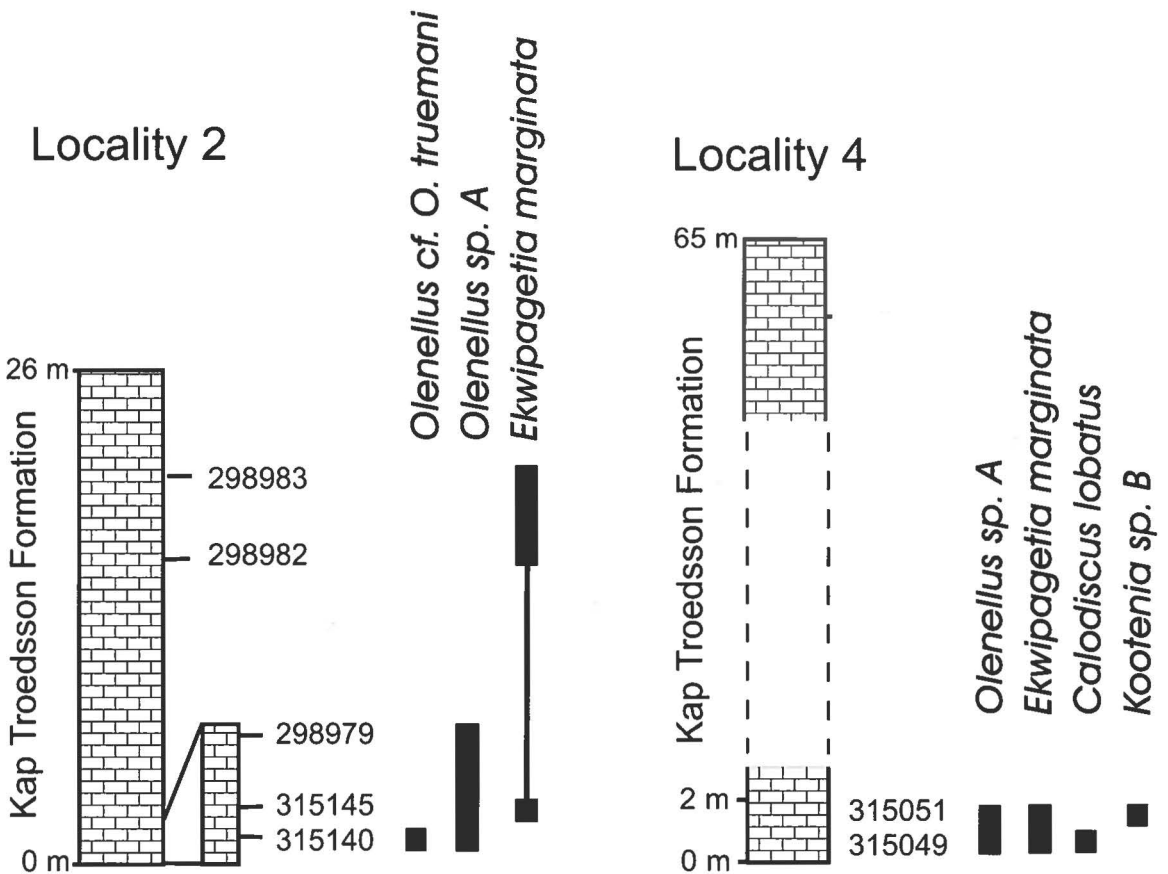 Locality 2
Olenellus cf. O. truemani
Olenellus sp. A
Ekwipagetia marginata
26 m
Kap Troedsson Formation
298983
298982
298979
315145
315140
0 m
Locality 4
65 m
Kap Troedsson Formation
Olenellus sp. A
Ekwipagetia marginata
Calodiscus lobatus
Kootenia sp. B
2 m
315051
315049
0 m